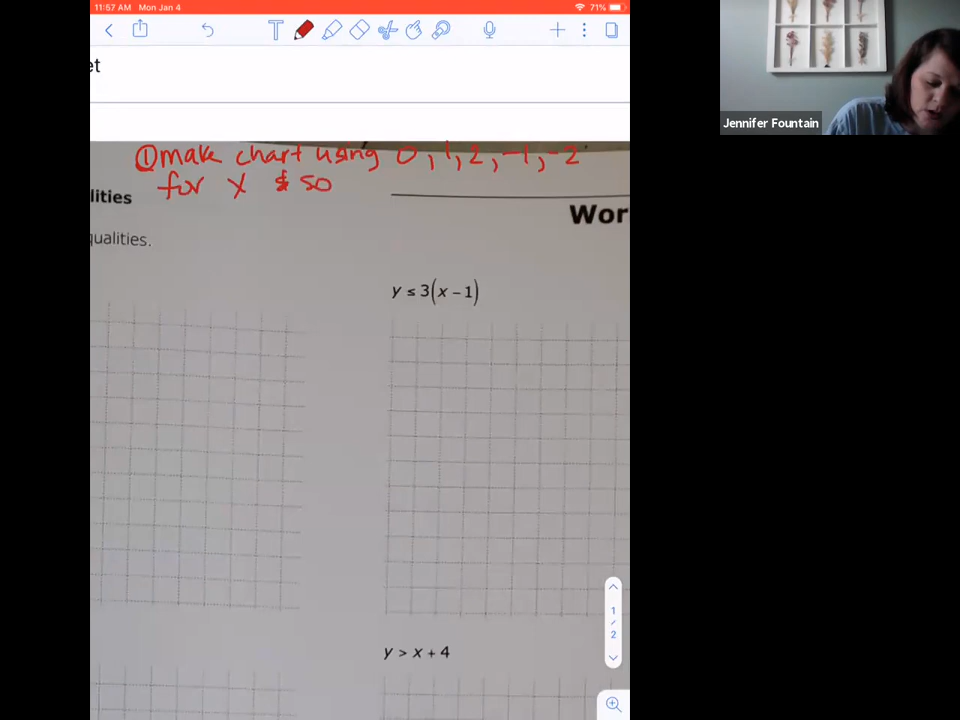 11:57 AM Mon Jan 4
71%
T
et
①make chart using 0, 1, 2, -1, -2
for x & so
lities
Wor
qualities.
y ≤ 3(x – 1)
y > x + 4
1
/
2
Jennifer Fountain